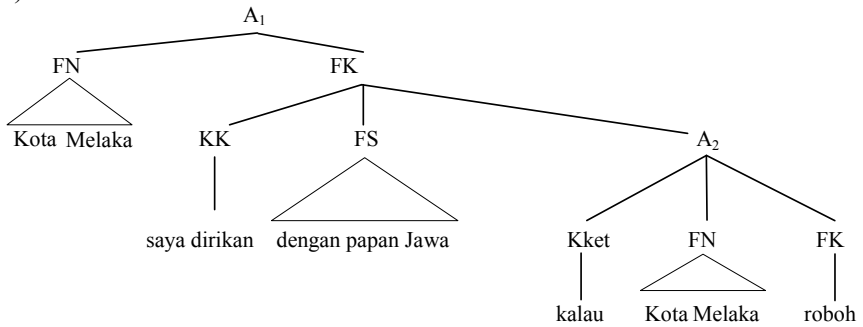 )
A₁
FN FK
Kota Melaka KK FS A₂
saya dirikan dengan papan Jawa Kket FN FK
kalau Kota Melaka roboh